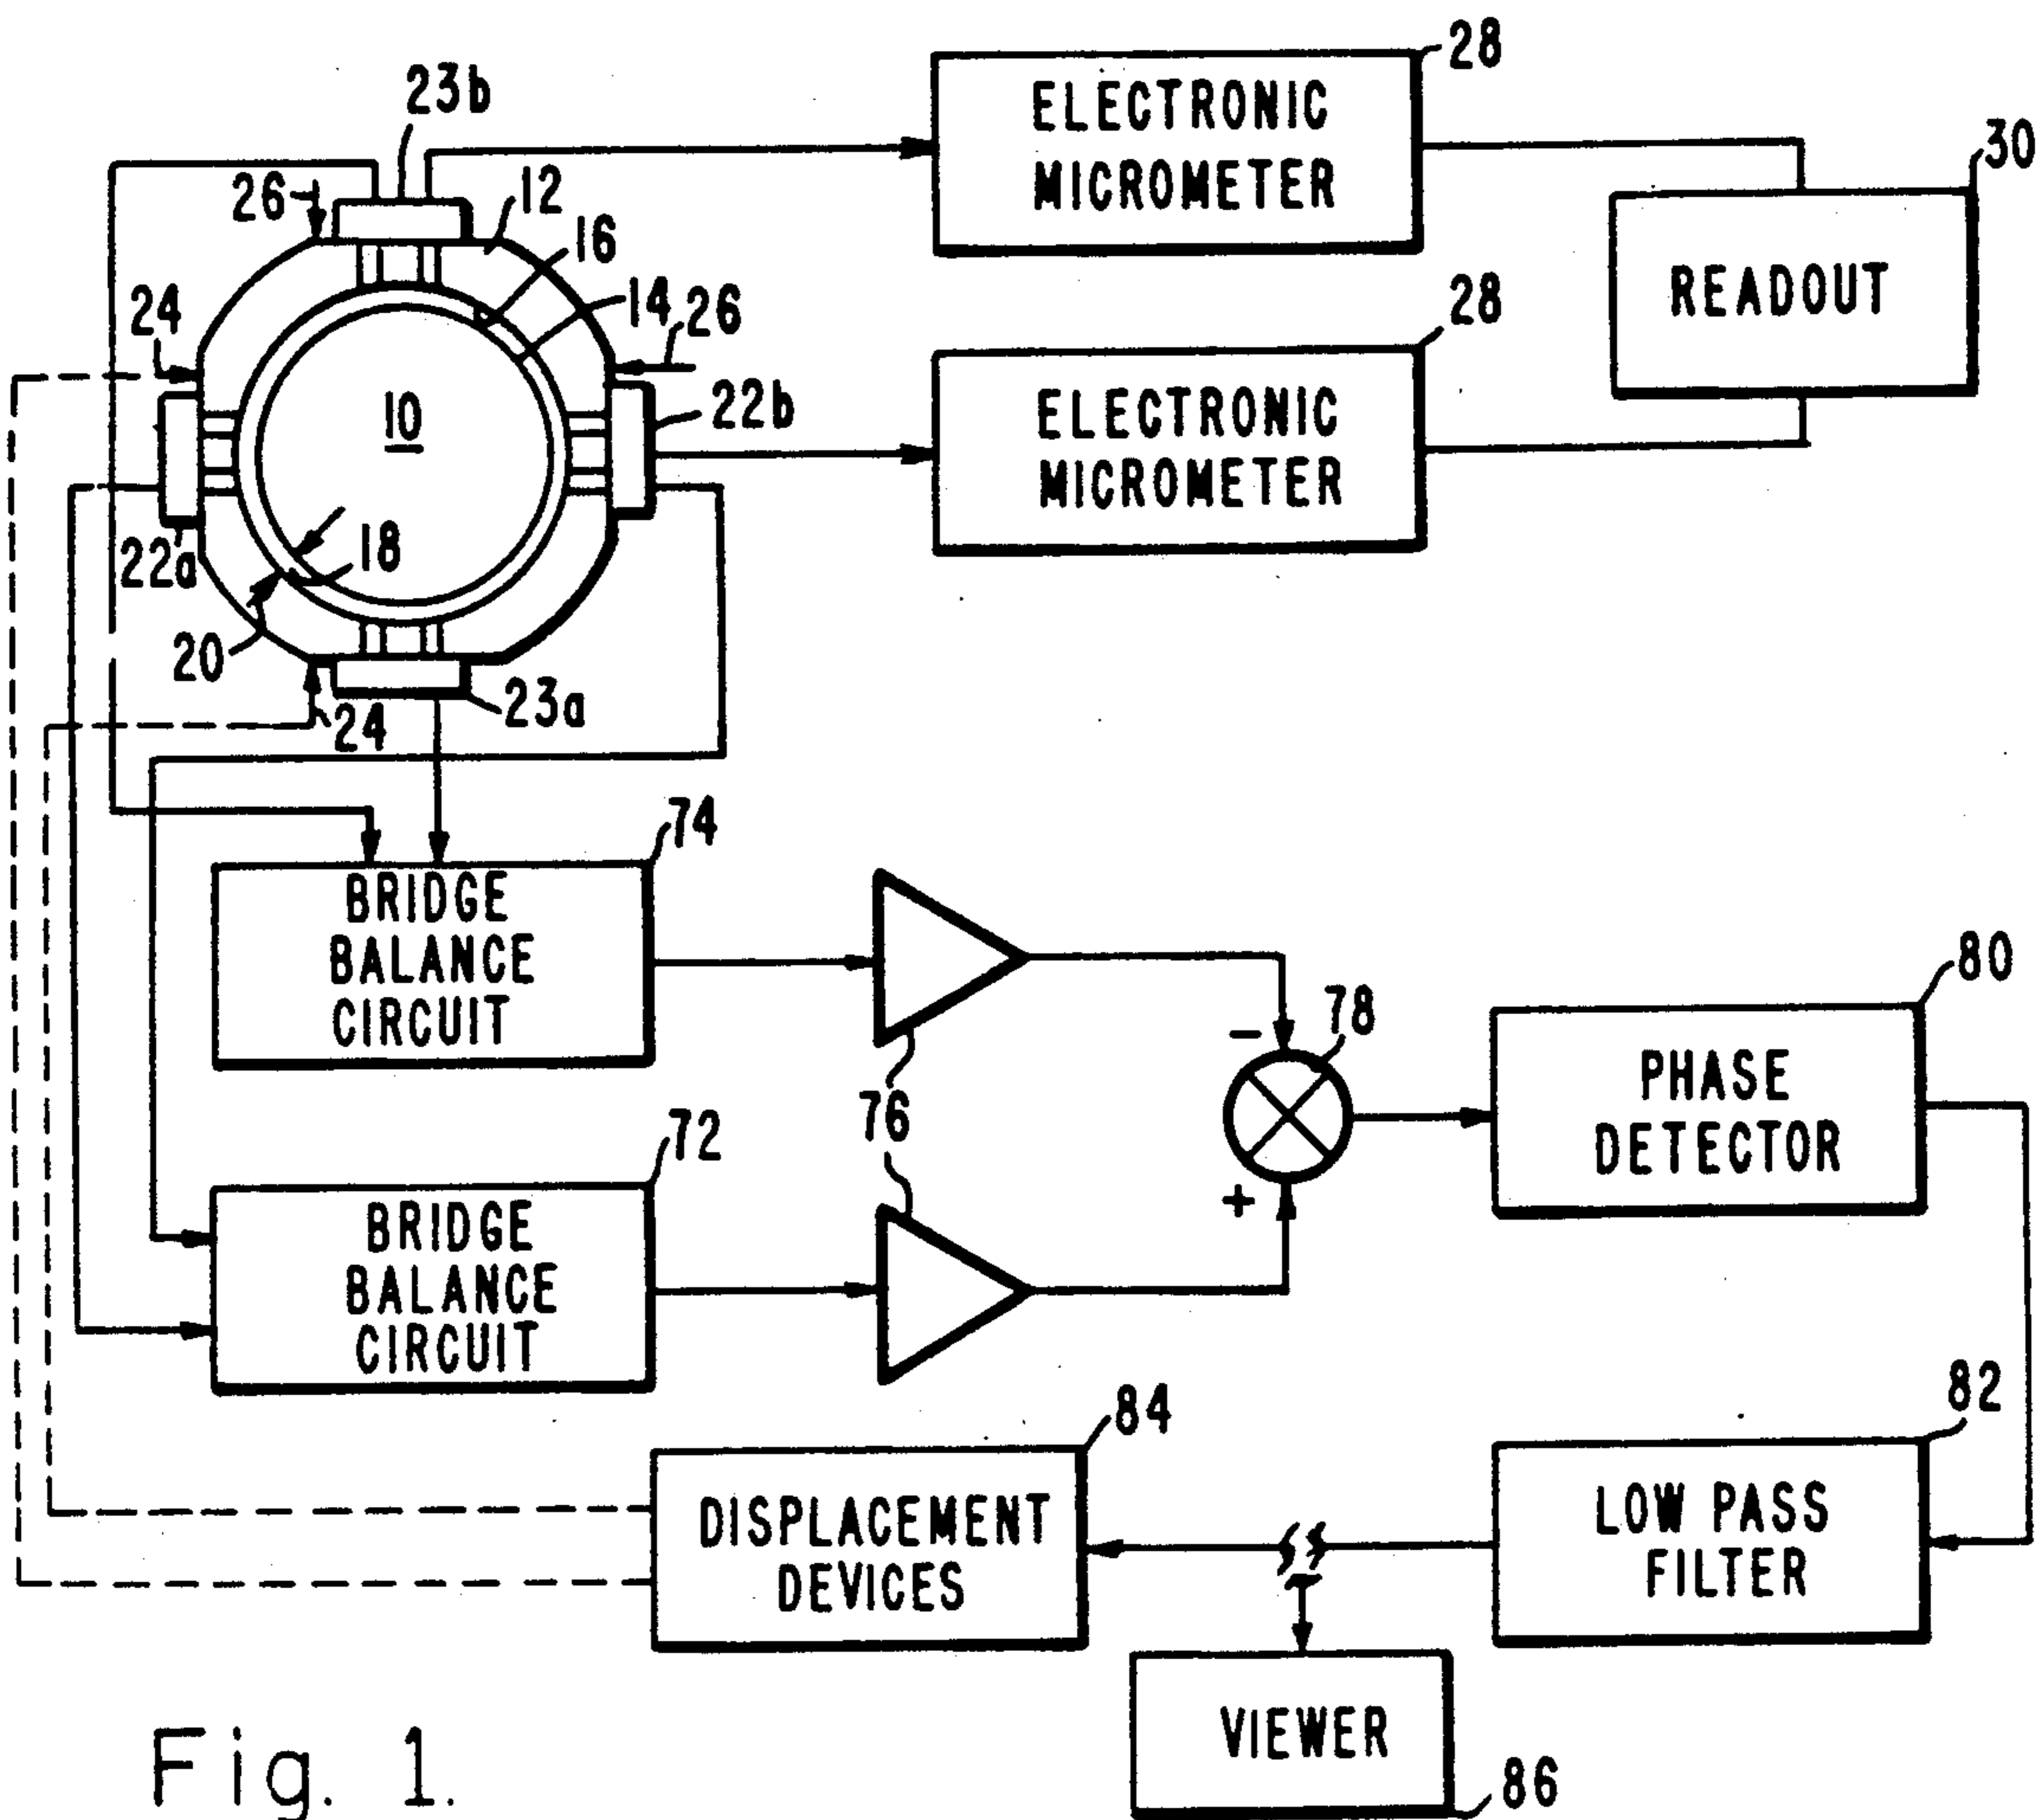 23b
28
ELECTRONIC
MICROMETER
30
26
12
16
READOUT
24
14
26
28
10
22b
ELECTRONIC
MICROMETER
18
22a
20
23a
24
74
BRIDGE
BALANCE
CIRCUIT
80
78
-
PHASE
DETECTOR
76
72
+
BRIDGE
BALANCE
CIRCUIT
82
84
LOW PASS
FILTER
DISPLACEMENT
DEVICES
VIEWER
86
Fig. 1.